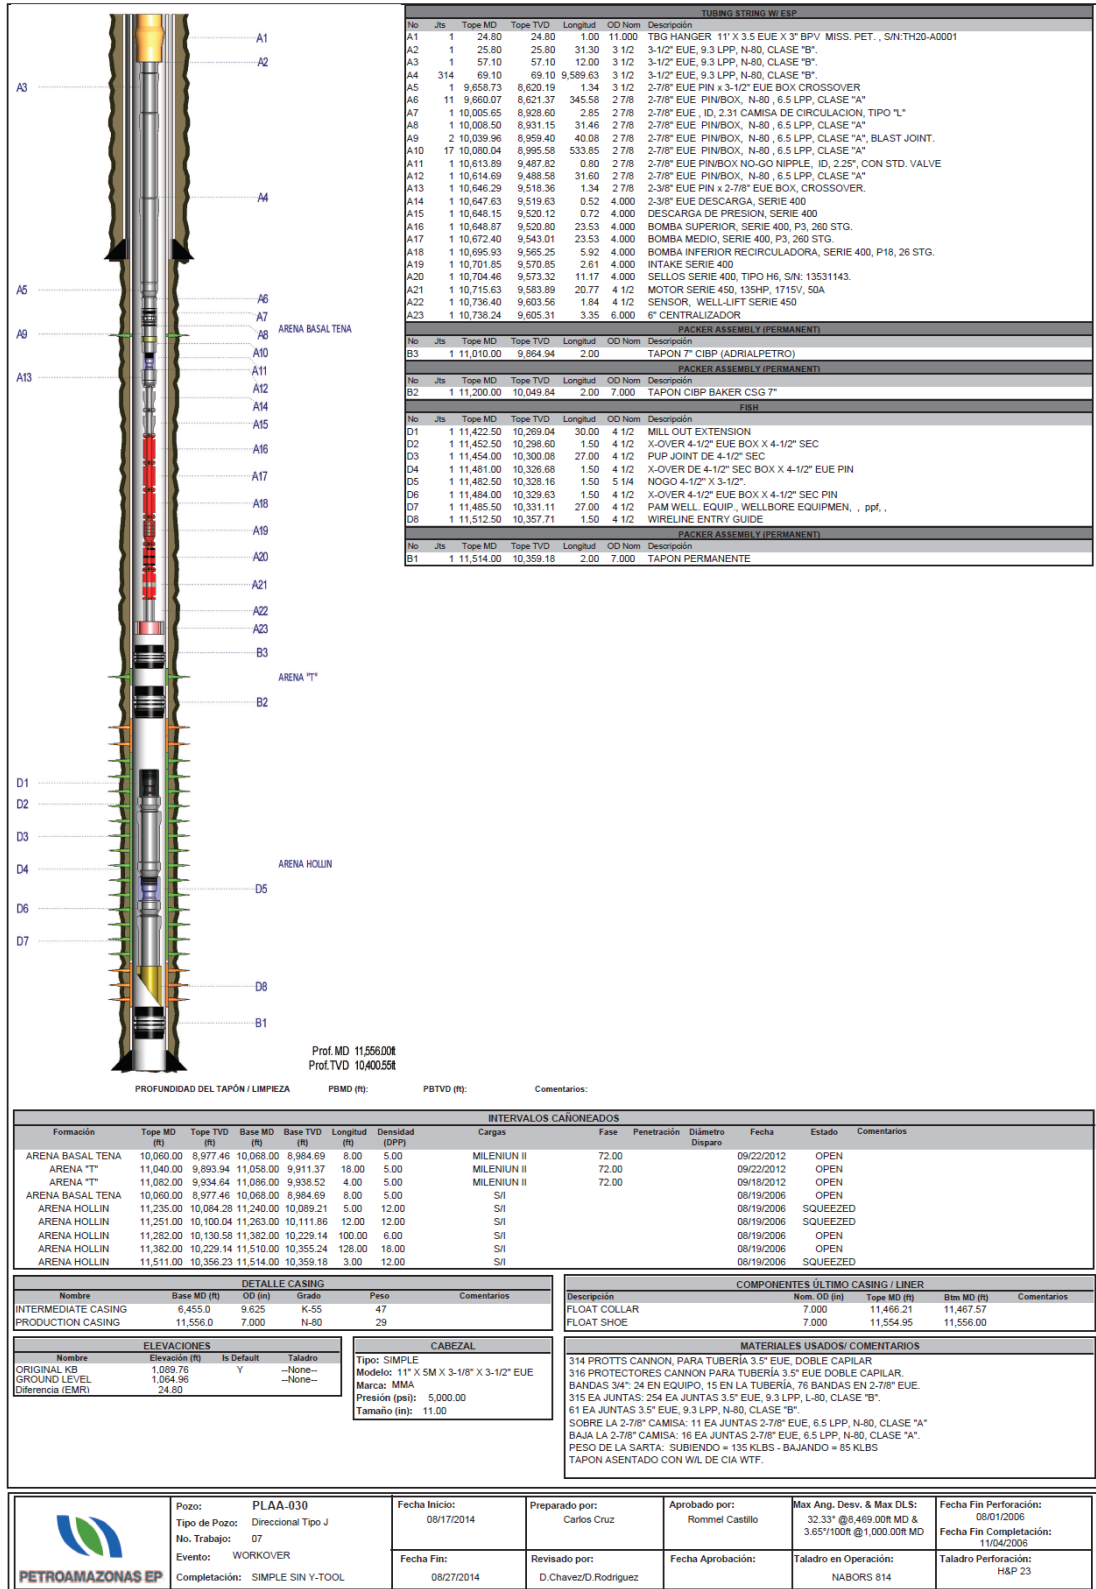 TUBING STRING W/ ESP
No Jts Tope MD Tope TVD Longitud OD Nom Descripción
A1 1 24.80 24.80 1.00 11.000 TBG HANGER 11' X 3.5 EUE X 3" BPV MISS. PET. , S/N:TH20-A0001
A2 1 25.80 25.80 31.30 3 1/2 3-1/2" EUE, 9.3 LPP, N-80, CLASE "B".
A3 1 57.10 57.10 12.00 3 1/2 3-1/2" EUE, 9.3 LPP, N-80, CLASE "B".
A4 314 69.10 69.10 9,589.63 3 1/2 3-1/2" EUE, 9.3 LPP, N-80, CLASE "B".
A5 1 9,658.73 8,620.19 1.34 3 1/2 2-7/8" EUE PIN x 3-1/2" EUE BOX CROSSOVER
A6 11 9,660.07 8,621.37 345.58 2 7/8 2-7/8" EUE PIN/BOX, N-80 , 6.5 LPP, CLASE "A"
A7 1 10,005.65 8,928.60 2.85 2 7/8 2-7/8" EUE , ID, 2.31 CAMISA DE CIRCULACION, TIPO "L"
A8 1 10,008.50 8,931.15 31.46 2 7/8 2-7/8" EUE PIN/BOX, N-80 , 6.5 LPP, CLASE "A"
A9 2 10,039.96 8,959.40 40.08 2 7/8 2-7/8" EUE PIN/BOX, N-80 , 6.5 LPP, CLASE "A", BLAST JOINT.
A10 17 10,080.04 8,995.58 533.85 2 7/8 2-7/8" EUE PIN/BOX, N-80 , 6.5 LPP, CLASE "A"
A11 1 10,613.89 9,487.82 0.80 2 7/8 2-7/8" EUE PIN/BOX NO-GO NIPPLE, ID, 2.25", CON STD. VALVE
A12 1 10,614.69 9,488.58 31.60 2 7/8 2-7/8" EUE PIN/BOX, N-80 , 6.5 LPP, CLASE "A"
A13 1 10,646.29 9,518.36 1.34 2 7/8 2-3/8" EUE PIN x 2-7/8" EUE BOX, CROSSOVER.
A14 1 10,647.63 9,519.63 0.52 4.000 2-3/8" EUE DESCARGA, SERIE 400
A15 1 10,648.15 9,520.12 0.72 4.000 DESCARGA DE PRESION, SERIE 400
A16 1 10,648.87 9,520.80 23.53 4.000 BOMBA SUPERIOR, SERIE 400, P3, 260 STG.
A17 1 10,672.40 9,543.01 23.53 4.000 BOMBA MEDIO, SERIE 400, P3, 260 STG.
A18 1 10,695.93 9,565.25 5.92 4.000 BOMBA INFERIOR RECIRCULADORA, SERIE 400, P18, 26 STG.
A19 1 10,701.85 9,570.85 2.61 4.000 INTAKE SERIE 400
A20 1 10,704.46 9,573.32 11.17 4.000 SELLOS SERIE 400, TIPO H6, S/N: 13531143.
A21 1 10,715.63 9,583.89 20.77 4 1/2 MOTOR SERIE 450, 135HP, 1715V, 50A
A22 1 10,736.40 9,603.56 1.84 4 1/2 SENSOR, WELL-LIFT SERIE 450
A23 1 10,738.24 9,605.31 3.35 6.000 6" CENTRALIZADOR
PACKER ASSEMBLY (PERMANENT)
No Jts Tope MD Tope TVD Longitud OD Nom Descripción
B3 1 11,010.00 9,864.94 2.00 TAPON 7" CIBP (ADRIALPETRO)
PACKER ASSEMBLY (PERMANENT)
No Jts Tope MD Tope TVD Longitud OD Nom Descripción
B2 1 11,200.00 10,049.84 2.00 7.000 TAPON CIBP BAKER CSG 7"
FISH
No Jts Tope MD Tope TVD Longitud OD Nom Descripción
D1 1 11,422.50 10,269.04 30.00 4 1/2 MILL OUT EXTENSION
D2 1 11,452.50 10,298.60 1.50 4 1/2 X-OVER 4-1/2" EUE BOX X 4-1/2" SEC
D3 1 11,454.00 10,300.08 27.00 4 1/2 PUP JOINT DE 4-1/2" SEC
D4 1 11,481.00 10,326.68 1.50 4 1/2 X-OVER DE 4-1/2" SEC BOX X 4-1/2" EUE PIN
D5 1 11,482.50 10,328.16 1.50 5 1/4 NOGO 4-1/2" X 3-1/2".
D6 1 11,484.00 10,329.63 1.50 4 1/2 X-OVER 4-1/2" EUE BOX X 4-1/2" SEC PIN
D7 1 11,485.50 10,331.11 27.00 4 1/2 PAM WELL. EQUIP., WELLBORE EQUIPMEN, , ppf, ,
D8 1 11,512.50 10,357.71 1.50 4 1/2 WIRELINE ENTRY GUIDE
PACKER ASSEMBLY (PERMANENT)
No Jts Tope MD Tope TVD Longitud OD Nom Descripción
B1 1 11,514.00 10,359.18 2.00 7.000 TAPON PERMANENTE
A1
A2
A3
A4
A5
A6
A7
A8
A9
ARENA BASAL TENA
A10
A11
A13
A12
A14
A15
A16
A17
A18
A19
A20
A21
A22
A23
B3
ARENA "T"
B2
D1
D2
D3
D4
ARENA HOLLIN
D5
D6
D7
D8
B1
Prof. MD 11,556.00ft
Prof.TVD 10,400.55ft
PROFUNDIDAD DEL TAPÓN / LIMPIEZA PBMD (ft): PBTVD (ft): Comentarios:
INTERVALOS CAÑONEADOS
Formación Tope MD (ft) Tope TVD (ft) Base MD (ft) Base TVD (ft) Longitud (ft) Densidad (DPP) Cargas Fase Penetración Diámetro Disparo Fecha Estado Comentarios
ARENA BASAL TENA 10,060.00 8,977.46 10,068.00 8,984.69 8.00 5.00 MILENIUN II 72.00 09/22/2012 OPEN
ARENA "T" 11,040.00 9,893.94 11,058.00 9,911.37 18.00 5.00 MILENIUN II 72.00 09/22/2012 OPEN
ARENA "T" 11,082.00 9,934.64 11,086.00 9,938.52 4.00 5.00 MILENIUN II 72.00 09/18/2012 OPEN
ARENA BASAL TENA 10,060.00 8,977.46 10,068.00 8,984.69 8.00 5.00 S/I 08/19/2006 OPEN
ARENA HOLLIN 11,235.00 10,084.28 11,240.00 10,089.21 5.00 12.00 S/I 08/19/2006 SQUEEZED
ARENA HOLLIN 11,251.00 10,100.04 11,263.00 10,111.86 12.00 12.00 S/I 08/19/2006 SQUEEZED
ARENA HOLLIN 11,282.00 10,130.58 11,382.00 10,229.14 100.00 6.00 S/I 08/19/2006 OPEN
ARENA HOLLIN 11,382.00 10,229.14 11,510.00 10,355.24 128.00 18.00 S/I 08/19/2006 OPEN
ARENA HOLLIN 11,511.00 10,356.23 11,514.00 10,359.18 3.00 12.00 S/I 08/19/2006 SQUEEZED
DETALLE CASING
Nombre Base MD (ft) OD (in) Grado Peso Comentarios
INTERMEDIATE CASING 6,455.0 9.625 K-55 47
PRODUCTION CASING 11,556.0 7.000 N-80 29
COMPONENTES ÚLTIMO CASING / LINER
Descripción Nom. OD (in) Tope MD (ft) Btm MD (ft) Comentarios
FLOAT COLLAR 7.000 11,466.21 11,467.57
FLOAT SHOE 7.000 11,554.95 11,556.00
ELEVACIONES
Nombre Elevación (ft) Is Default Taladro
ORIGINAL KB 1,089.76 Y --None--
GROUND LEVEL 1,064.96 --None--
Diferencia (EMR) 24.80
CABEZAL
Tipo: SIMPLE
Modelo: 11" X 5M X 3-1/8" X 3-1/2" EUE
Marca: MMA
Presión (psi): 5,000.00
Tamaño (in): 11.00
MATERIALES USADOS/ COMENTARIOS
314 PROTTS CANNON, PARA TUBERÍA 3.5" EUE, DOBLE CAPILAR
316 PROTECTORES CANNON PARA TUBERÍA 3.5" EUE DOBLE CAPILAR.
BANDAS 3/4": 24 EN EQUIPO, 15 EN LA TUBERÍA, 76 BANDAS EN 2-7/8" EUE.
315 EA JUNTAS: 254 EA JUNTAS 3.5" EUE, 9.3 LPP, L-80, CLASE "B".
61 EA JUNTAS 3.5" EUE, 9.3 LPP, N-80, CLASE "B".
SOBRE LA 2-7/8" CAMISA: 11 EA JUNTAS 2-7/8" EUE, 6.5 LPP, N-80, CLASE "A"
BAJA LA 2-7/8" CAMISA: 16 EA JUNTAS 2-7/8" EUE, 6.5 LPP, N-80, CLASE "A".
PESO DE LA SARTA: SUBIENDO = 135 KLBS - BAJANDO = 85 KLBS
TAPON ASENTADO CON W/L DE CIA WTF.
PETROAMAZONAS EP
Pozo: PLAA-030
Tipo de Pozo: Direccional Tipo J
No. Trabajo: 07
Evento: WORKOVER
Completación: SIMPLE SIN Y-TOOL
Fecha Inicio:
08/17/2014
Fecha Fin:
08/27/2014
Preparado por:
Carlos Cruz
Revisado por:
D.Chavez/D.Rodriguez
Aprobado por:
Rommel Castillo
Fecha Aprobación:
Max Ang. Desv. & Max DLS:
32.33° @8,469.00ft MD &
3.65°/100ft @1,000.00ft MD
Taladro en Operación:
NABORS 814
Fecha Fin Perforación:
08/01/2006
Fecha Fin Completación:
11/04/2006
Taladro Perforación:
H&P 23